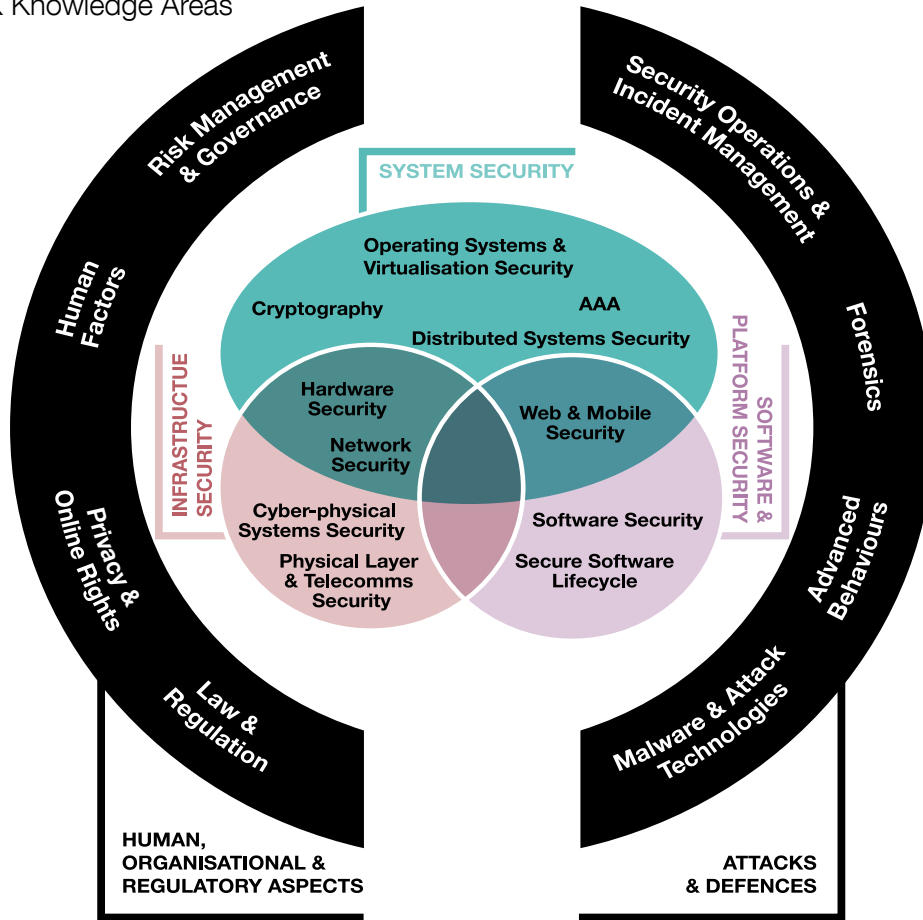 Knowledge Areas
Risk Management
& Governance
Human
Factors
Privacy &
Online Rights
Law &
Regulation
HUMAN,
ORGANISATIONAL &
REGULATORY ASPECTS
SYSTEM SECURITY
Operating Systems &
Virtualisation Security
Cryptography
AAA
Distributed Systems Security
INFRASTRUCTUE
SECURITY
Hardware
Security
Network
Security
Cyber-physical
Systems Security
Physical Layer
& Telecomms
Security
Web & Mobile
Security
Software Security
Secure Software
Lifecycle
SOFTWARE &
PLATFORM SECURITY
Security Operations &
Incident Management
Forensics
Advanced
Behaviours
Malware & Attack
Technologies
ATTACKS
& DEFENCES